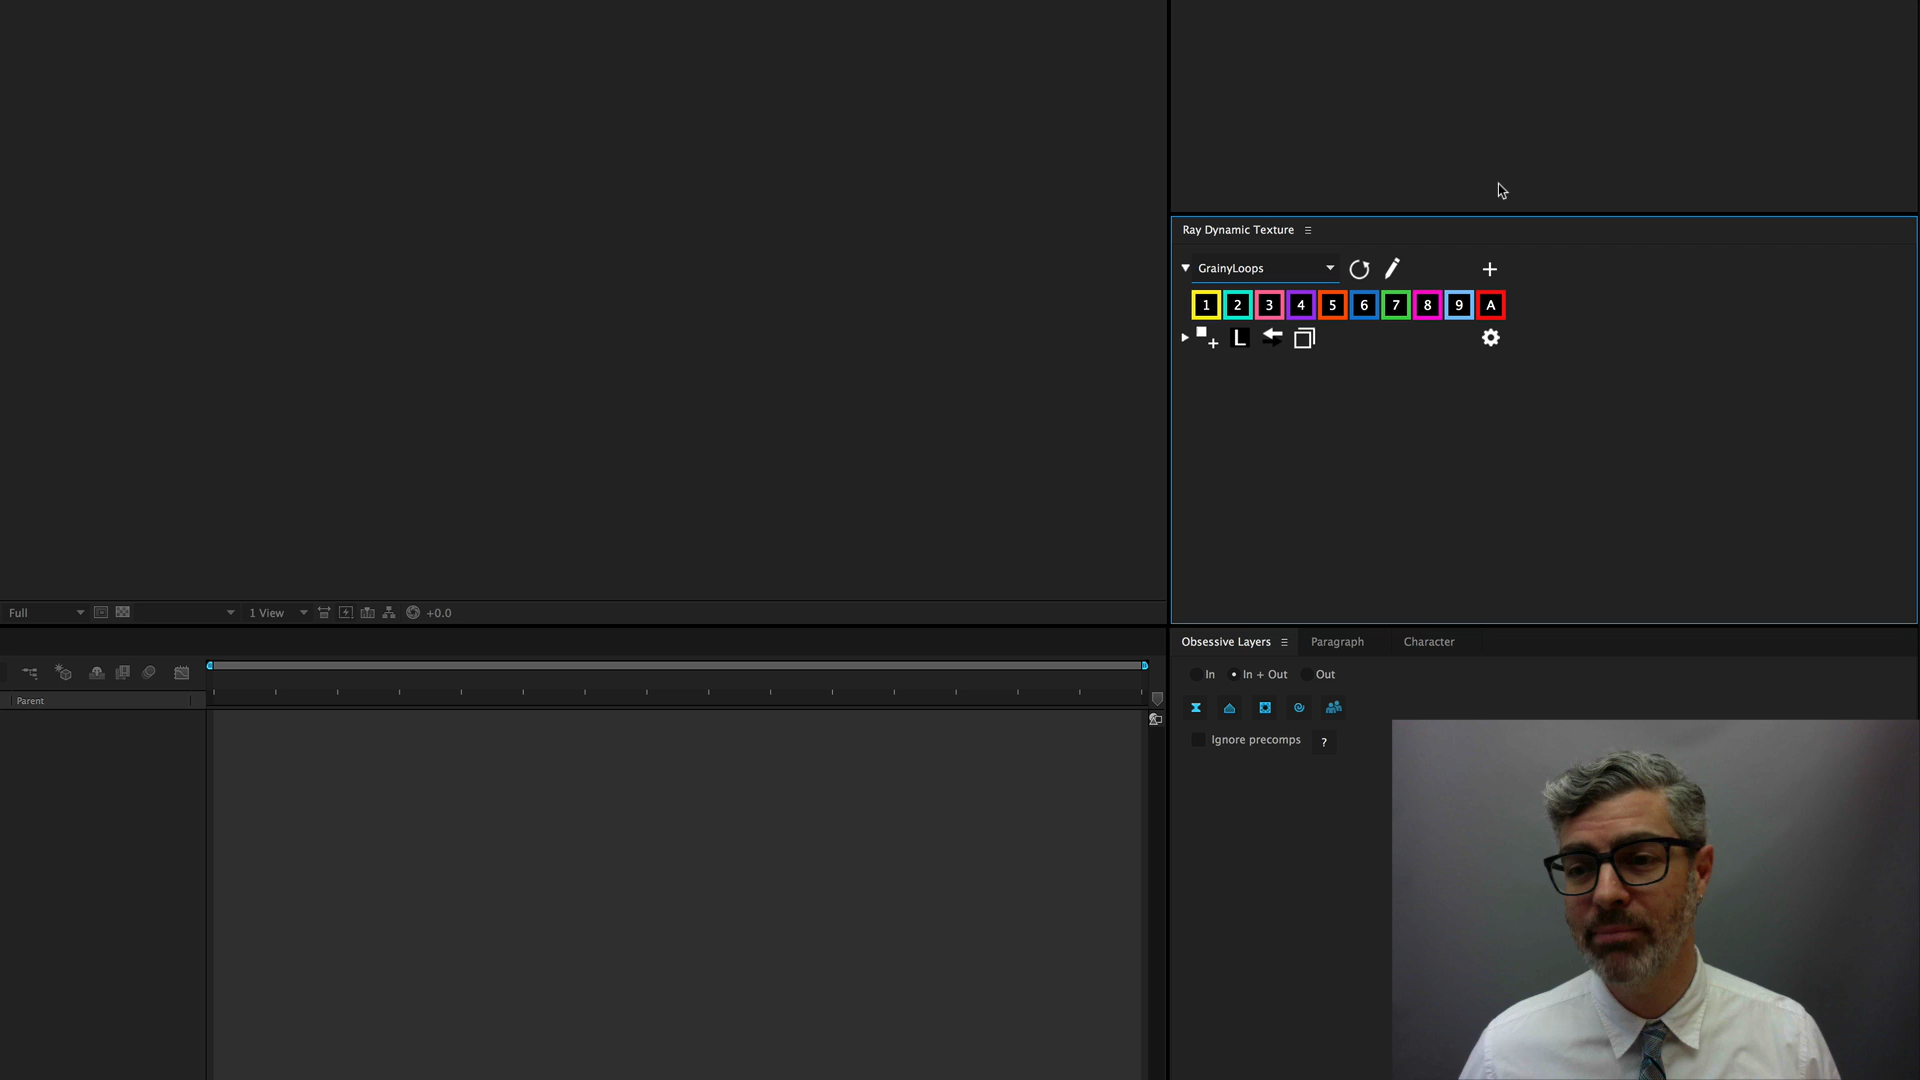 Ray Dynamic Texture
GrainyLoops
1 2 3 4 5 6 7 8 9 A
L
Full 1 View +0.0
Obsessive Layers Paragraph Character
In In + Out Out
Parent
Ignore precomps ?